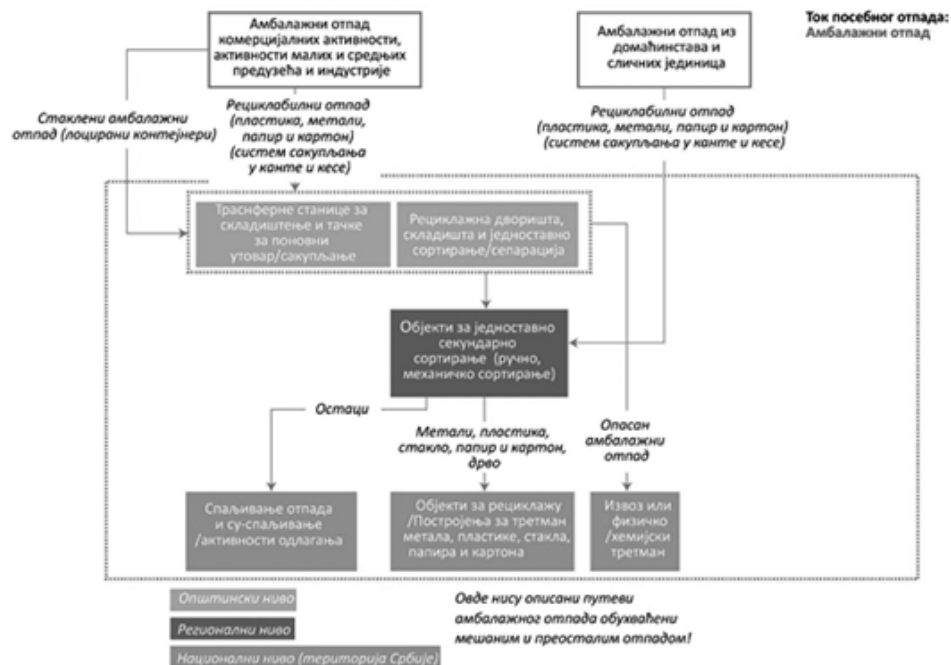 Амбалажни отпад
комерцијалних активности,
активности малих и средњих
предузећа и индустрије
Амбалажни отпад из
домаћинстава и
сличних јединица
Ток посебног отпада:
Амбалажни отпад
Стаклени амбалажни
отпад (лоцирани контејнери)
Рециклабилни отпад
(пластика, метали,
папир и картон)
(систем сакупљања
у канте и кесе)
Рециклабилни отпад
(пластика, метали, папир и картон)
(систем сакупљања у канте и кесе)
Траснферне станице за
складиштење и тачке
за поновни
утовар/сакупљање
Рециклажна дворишта,
складишта и једноставно
сортирање/сепарација
Објекти за једноставно
секундарно
сортирање (ручно,
механичко сортирање)
Остаци
Метали, пластика,
стакло, папир и картон,
дрво
Опасан
амбалажни
отпад
Спаљивање отпада
и су-спаљивање
/активности одлагања
Објекти за рециклажу
/Постројења за третман
метала, пластике, стакла,
папира и картона
Извоз или
физичко
/хемијски
третман
Општински ниво
Регионални ниво
Национални ниво (територија Србије)
Овде нису описани путеви
амбалажног отпада обухваћени
мешаним и преосталим отпадом!